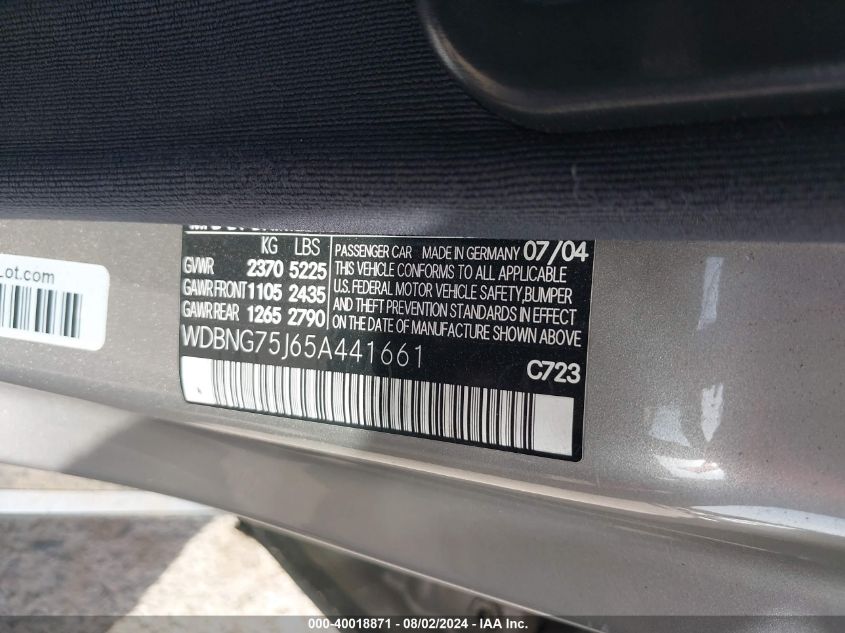 Lot.com
KG LBS
GVWR 2370 5225
GAWR FRONT 1105 2435
GAWR REAR 1265 2790
PASSENGER CAR MADE IN GERMANY 07/04
THIS VEHICLE CONFORMS TO ALL APPLICABLE
U.S. FEDERAL MOTOR VEHICLE SAFETY, BUMPER
AND THEFT PREVENTION STANDARDS IN EFFECT
ON THE DATE OF MANUFACTURE SHOWN ABOVE.
WDBNG75J65A441661
C723
000-40018871 - 08/02/2024 - IAA Inc.